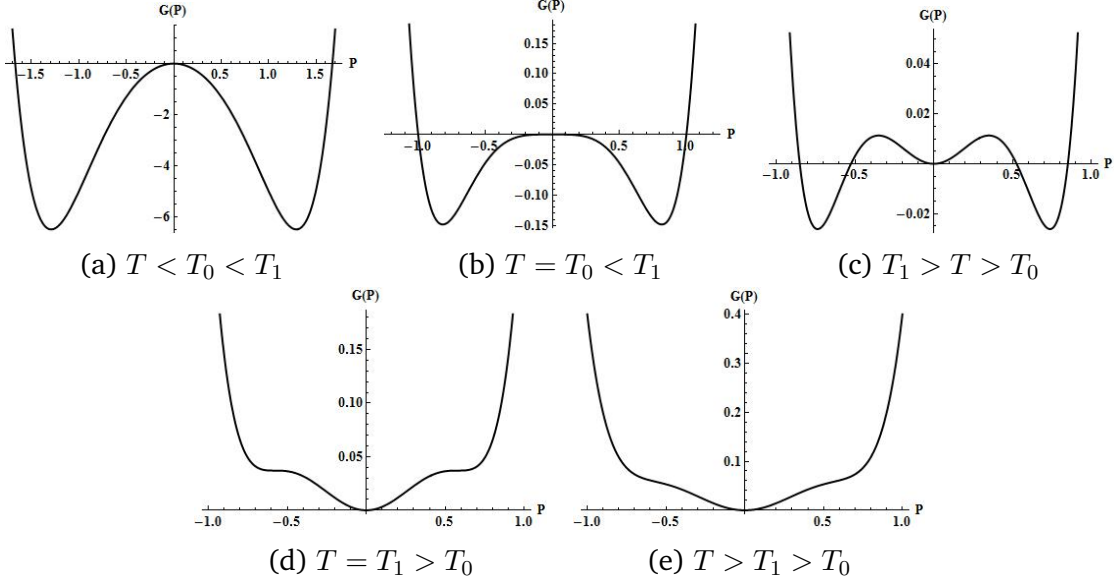 G(P)
P
−1.5 −1.0 −0.5 0.5 1.0 1.5
−2
−4
−6
(a) T < T₀ < T₁
G(P)
0.15
0.10
0.05
P
−1.0 −0.5 0.5 1.0
−0.05
−0.10
−0.15
(b) T = T₀ < T₁
G(P)
0.04
0.02
P
−1.0 −0.5 0.5 1.0
−0.02
(c) T₁ > T > T₀
G(P)
0.15
0.10
0.05
−1.0 −0.5 0.5 1.0 P
(d) T = T₁ > T₀
G(P)
0.4
0.3
0.2
0.1
−1.0 −0.5 0.5 1.0 P
(e) T > T₁ > T₀